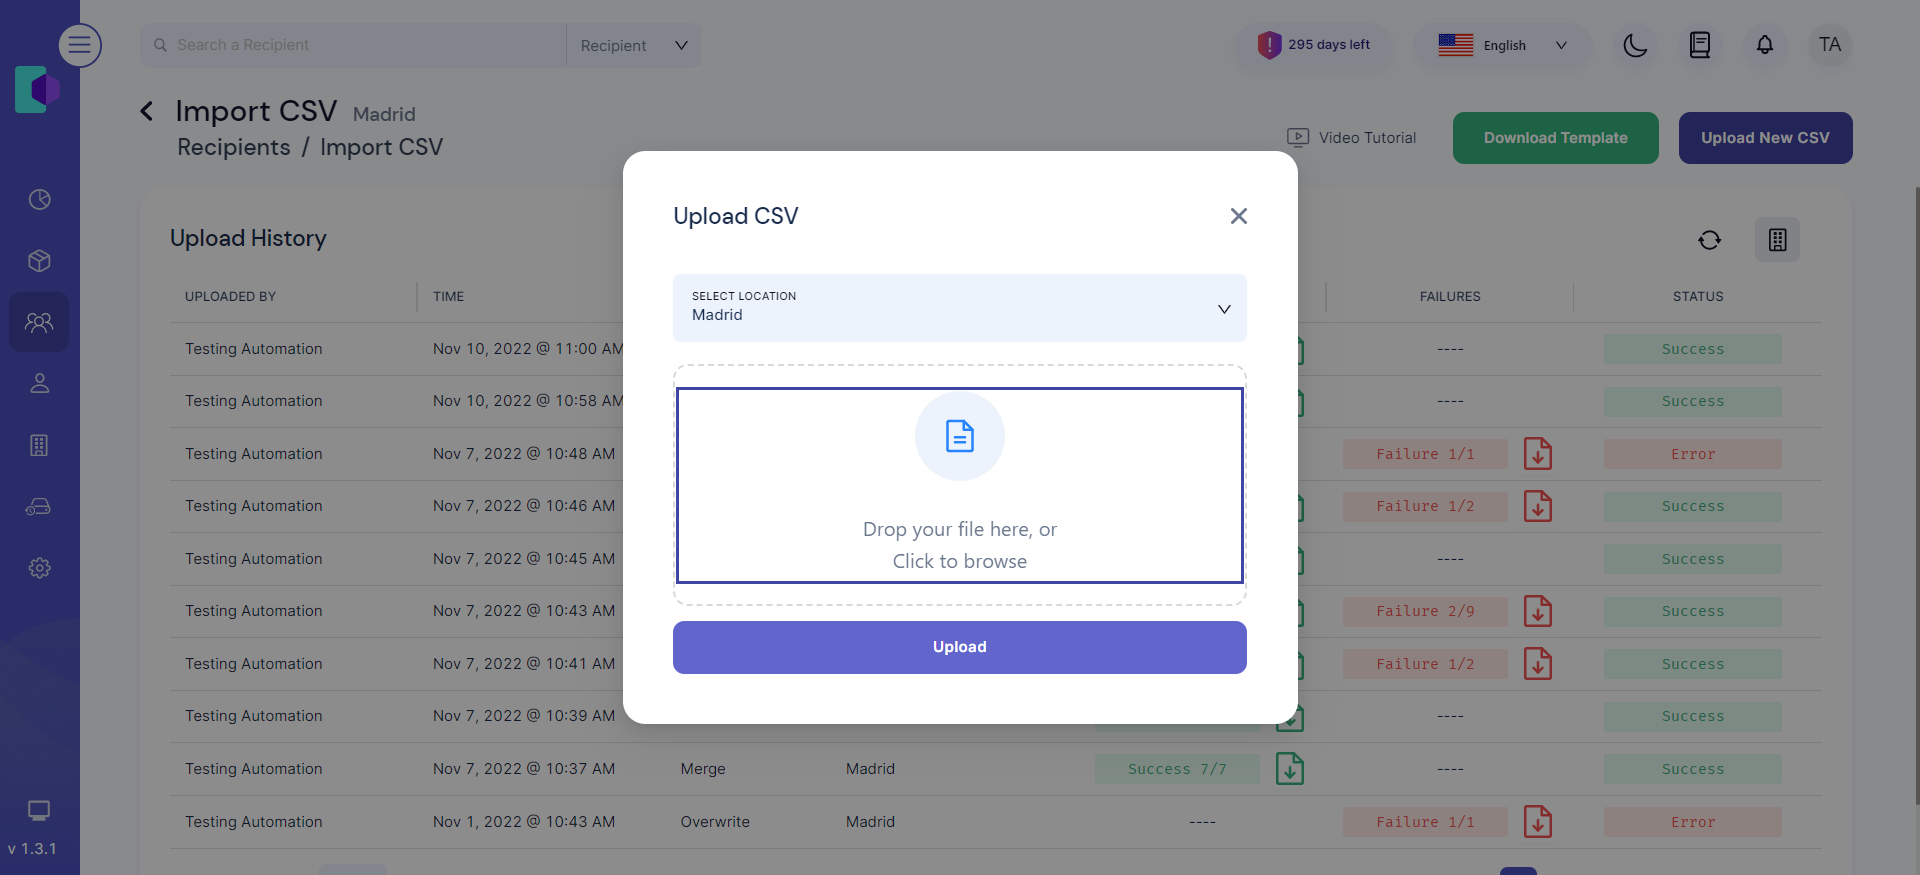 Search a Recipient
Recipient
295 days left
English
TA
Import CSV Madrid
Recipients / Import CSV
Video Tutorial
Download Template
Upload New CSV
Upload History
UPLOADED BY TIME FAILURES STATUS
Testing Automation Nov 10, 2022 @ 11:00 AM ---- Success
Testing Automation Nov 10, 2022 @ 10:58 AM ---- Success
Testing Automation Nov 7, 2022 @ 10:48 AM Failure 1/1 Error
Testing Automation Nov 7, 2022 @ 10:46 AM Failure 1/2 Success
Testing Automation Nov 7, 2022 @ 10:45 AM ---- Success
Testing Automation Nov 7, 2022 @ 10:43 AM Failure 2/9 Success
Testing Automation Nov 7, 2022 @ 10:41 AM Failure 1/2 Success
Testing Automation Nov 7, 2022 @ 10:39 AM ---- Success
Testing Automation Nov 7, 2022 @ 10:37 AM Merge Madrid Success 7/7 ---- Success
Testing Automation Nov 1, 2022 @ 10:43 AM Overwrite Madrid ---- Failure 1/1 Error
Upload CSV
SELECT LOCATION
Madrid
Drop your file here, or
Click to browse
Upload
v 1.3.1